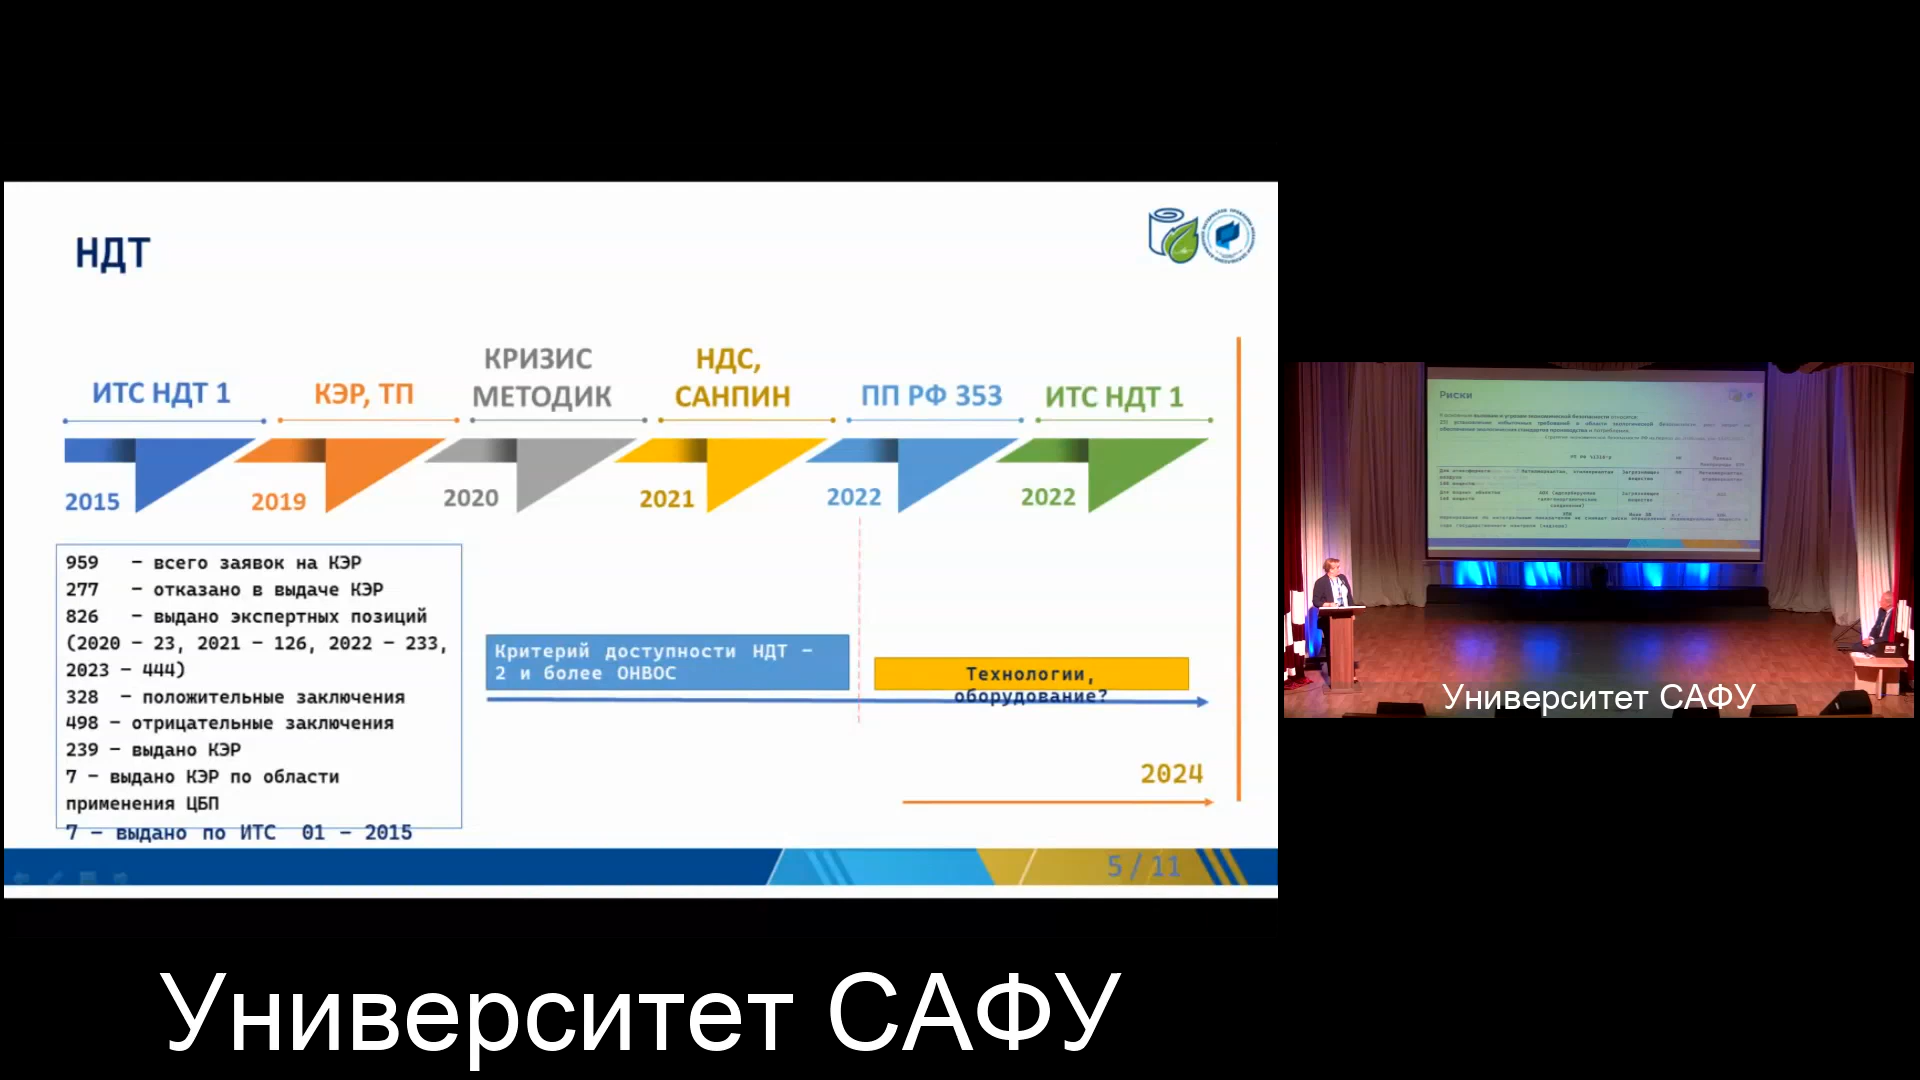 НДТ
ИТС НДТ 1
КЭР, ТП
КРИЗИС
МЕТОДИК
НДС,
САНПИН
ПП РФ 353
ИТС НДТ 1
2015
2019
2020
2021
2022
2022
959 – всего заявок на КЭР
277 – отказано в выдаче КЭР
826 – выдано экспертных позиций
(2020 – 23, 2021 – 126, 2022 – 233,
2023 – 444)
328 – положительные заключения
498 – отрицательные заключения
239 – выдано КЭР
7 – выдано КЭР по области
применения ЦБП
7 – выдано по ИТС 01 – 2015
Критерий доступности НДТ –
2 и более ОНВОС
Технологии,
оборудование?
2024
5 / 11
Риски
Университет САФУ
Университет САФУ